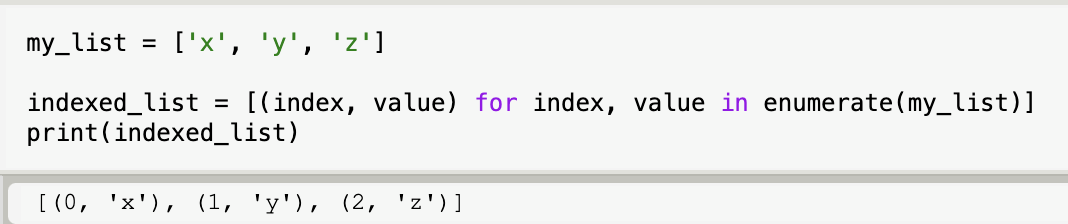 my_list = ['x', 'y', 'z']
indexed_list = [(index, value) for index, value in enumerate(my_list)]
print(indexed_list)
[(0, 'x'), (1, 'y'), (2, 'z')]